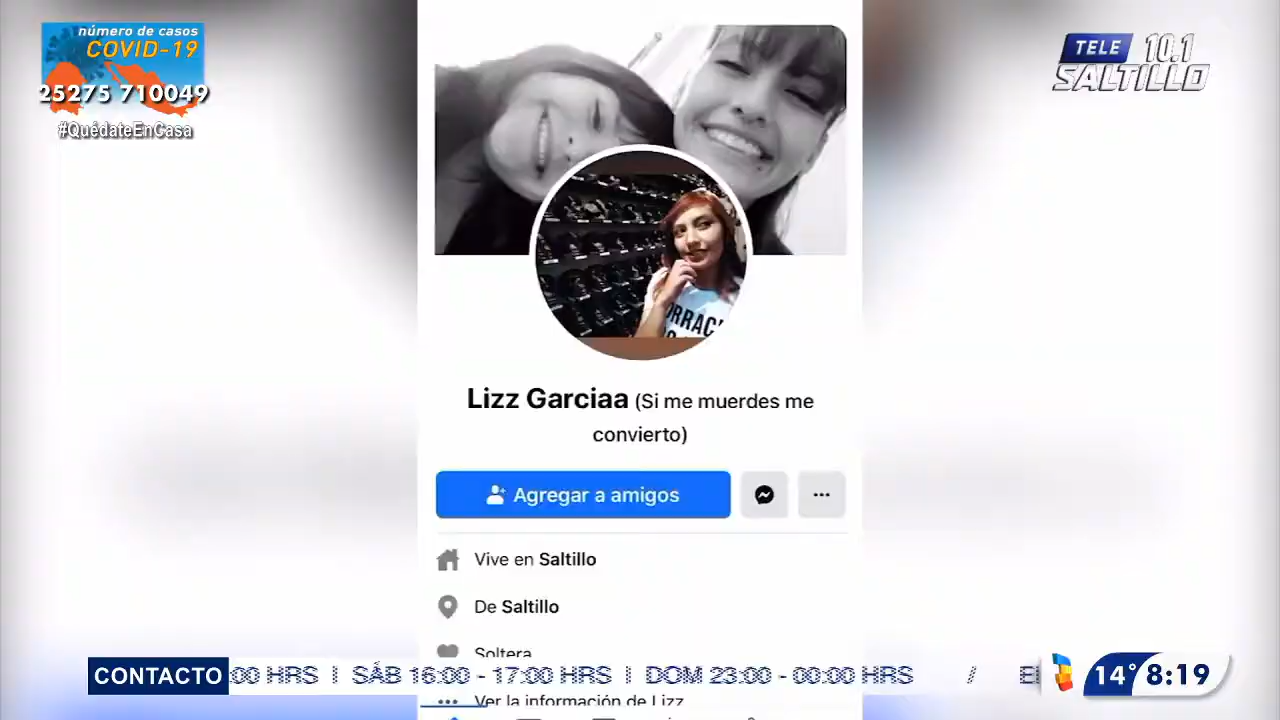 número de casos
COVID-19
25275 710049
#QuédateEnCasa
TELE 10.1
SALTILLO
ORRAC
Lizz Garciaa (Si me muerdes me
convierto)
Agregar a amigos
Vive en Saltillo
De Saltillo
Soltera
Ver la información de Lizz
CONTACTO :00 HRS | SÁB 16:00 - 17:00 HRS | DOM 23:00 - 00:00 HRS / 14° 8:19